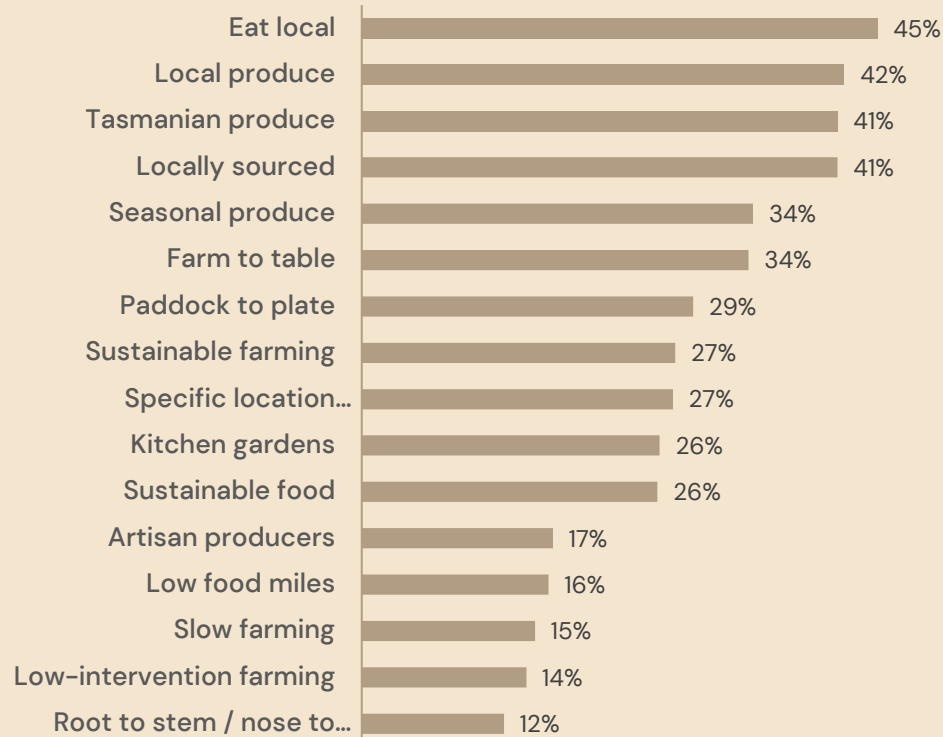 Eat local 45%
Local produce 42%
Tasmanian produce 41%
Locally sourced 41%
Seasonal produce 34%
Farm to table 34%
Paddock to plate 29%
Sustainable farming 27%
Specific location... 27%
Kitchen gardens 26%
Sustainable food 26%
Artisan producers 17%
Low food miles 16%
Slow farming 15%
Low-intervention farming 14%
Root to stem / nose to... 12%